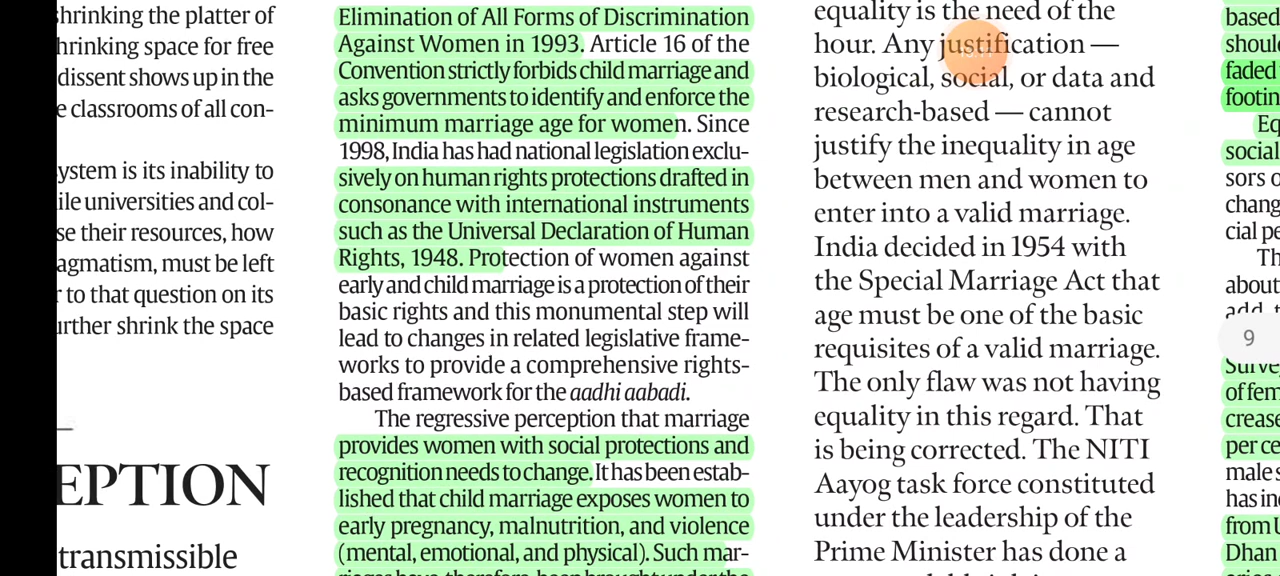 shrinking the platter of
shrinking space for free
dissent shows up in the
classrooms of all con-
system is its inability to
universities and col-
their resources, how
must be left
to that question on its
further shrink the space
EPTION
transmissible
Elimination of All Forms of Discrimination
Against Women in 1993. Article 16 of the
Convention strictly forbids child marriage and
asks governments to identify and enforce the
minimum marriage age for women. Since
1998, India has had national legislation exclu-
sively on human rights protections drafted in
consonance with international instruments
such as the Universal Declaration of Human
Rights, 1948. Protection of women against
early and child marriage is a protection of their
basic rights and this monumental step will
lead to changes in related legislative frame-
works to provide a comprehensive rights-
based framework for the aadhi aabadi.
The regressive perception that marriage
provides women with social protections and
recognition needs to change. It has been estab-
lished that child marriage exposes women to
early pregnancy, malnutrition, and violence
(mental, emotional, and physical). Such mar-
riages have, therefore, been brought under the
equality is the need of the
hour. Any justification —
biological, social, or data and
research-based — cannot
justify the inequality in age
between men and women to
enter into a valid marriage.
India decided in 1954 with
the Special Marriage Act that
age must be one of the basic
requisites of a valid marriage.
The only flaw was not having
equality in this regard. That
is being corrected. The NITI
Aayog task force constituted
under the leadership of the
Prime Minister has done a
based
faded
Eq
social
sors o
chang
cial pe
Th
about
add, t
9
Surve
of fem
crease
per ce
male s
has in
from U
Dhan